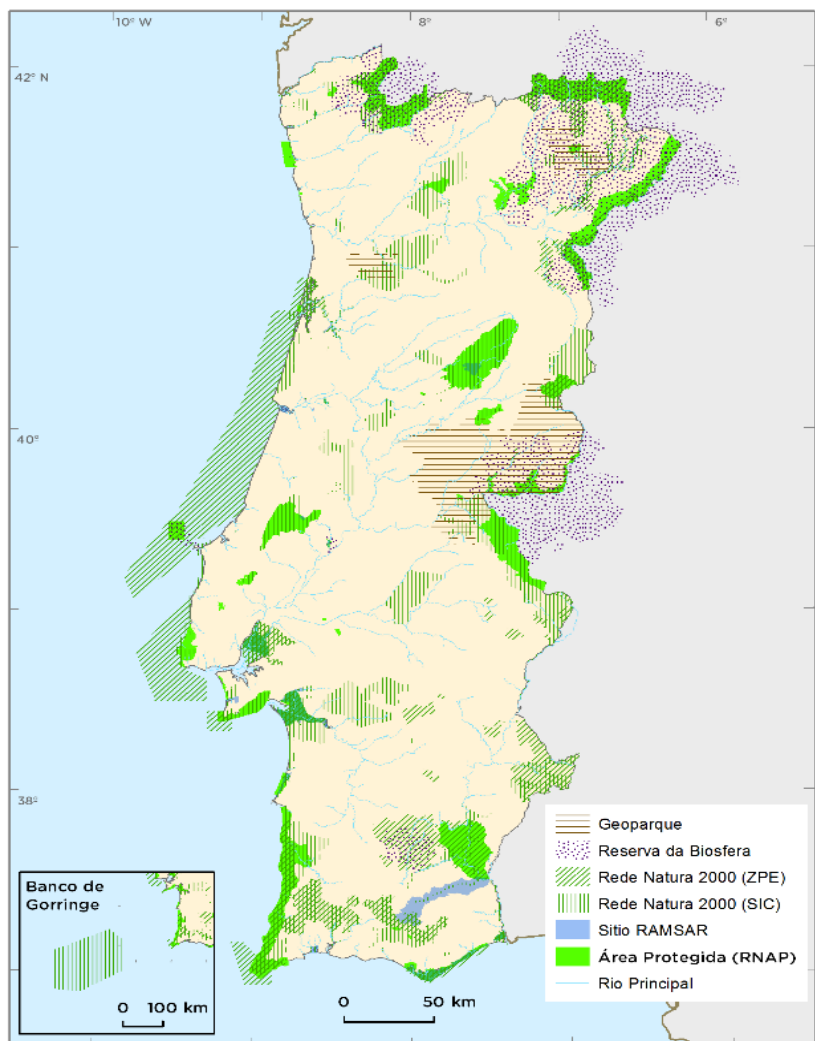 10° W
8°
6°
42° N
40°
38°
Geoparque
Reserva da Biosfera
Rede Natura 2000 (ZPE)
Rede Natura 2000 (SIC)
Sitio RAMSAR
Área Protegida (RNAP)
Rio Principal
Banco de
Gorringe
0 100 km
0 50 km